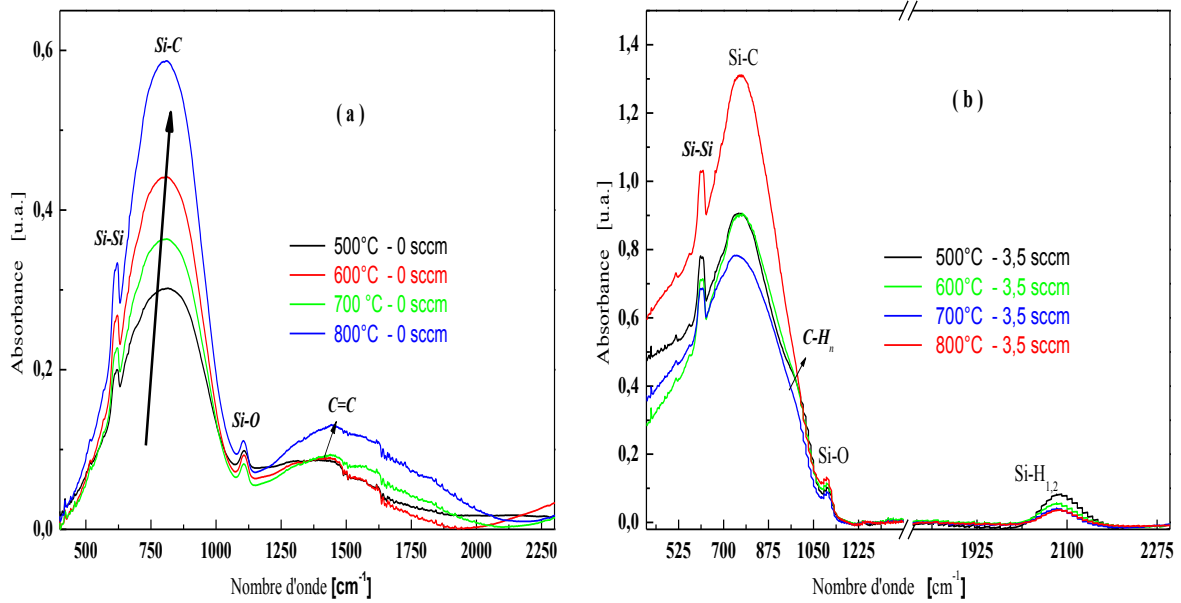 0,6
0,4
0,2
0,0
Absorbance [u.a.]
Si-C
( a )
Si-Si
500°C - 0 sccm
600°C - 0 sccm
700 °C - 0 sccm
800°C - 0 sccm
Si-O
C=C
500 750 1000 1250 1500 1750 2000 2250
Nombre d'onde [cm-1]
1,4
1,2
1,0
0,8
0,6
0,4
0,2
0,0
Absorbance [u.a.]
Si-C
( b )
Si-Si
500°C - 3,5 sccm
600°C - 3,5 sccm
700°C - 3,5 sccm
800°C - 3,5 sccm
C-Hn
Si-O
Si-H1,2
525 700 875 1050 1225 1925 2100 2275
Nombre d'onde [cm-1]